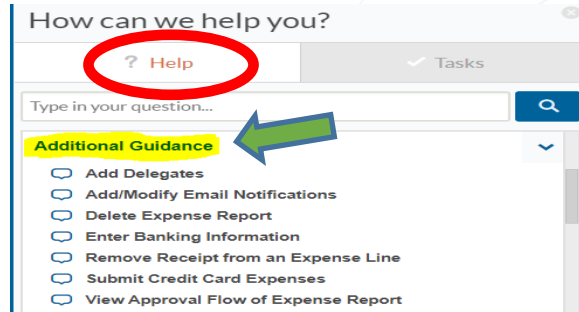 How can we help you?
? Help
Tasks
Type in your question...
Additional Guidance
Add Delegates
Add/Modify Email Notifications
Delete Expense Report
Enter Banking Information
Remove Receipt from an Expense Line
Submit Credit Card Expenses
View Approval Flow of Expense Report